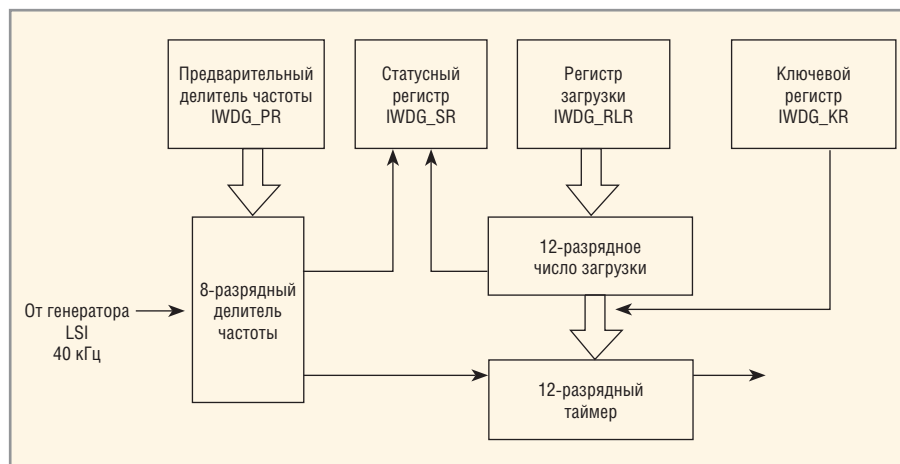 Предварительный
делитель частоты
IWDG_PR
Статусный
регистр
IWDG_SR
Регистр
загрузки
IWDG_RLR
Ключевой
регистр
IWDG_KR
От генератора
LSI
40 кГц
8-разрядный
делитель
частоты
12-разрядное
число загрузки
12-разрядный
таймер